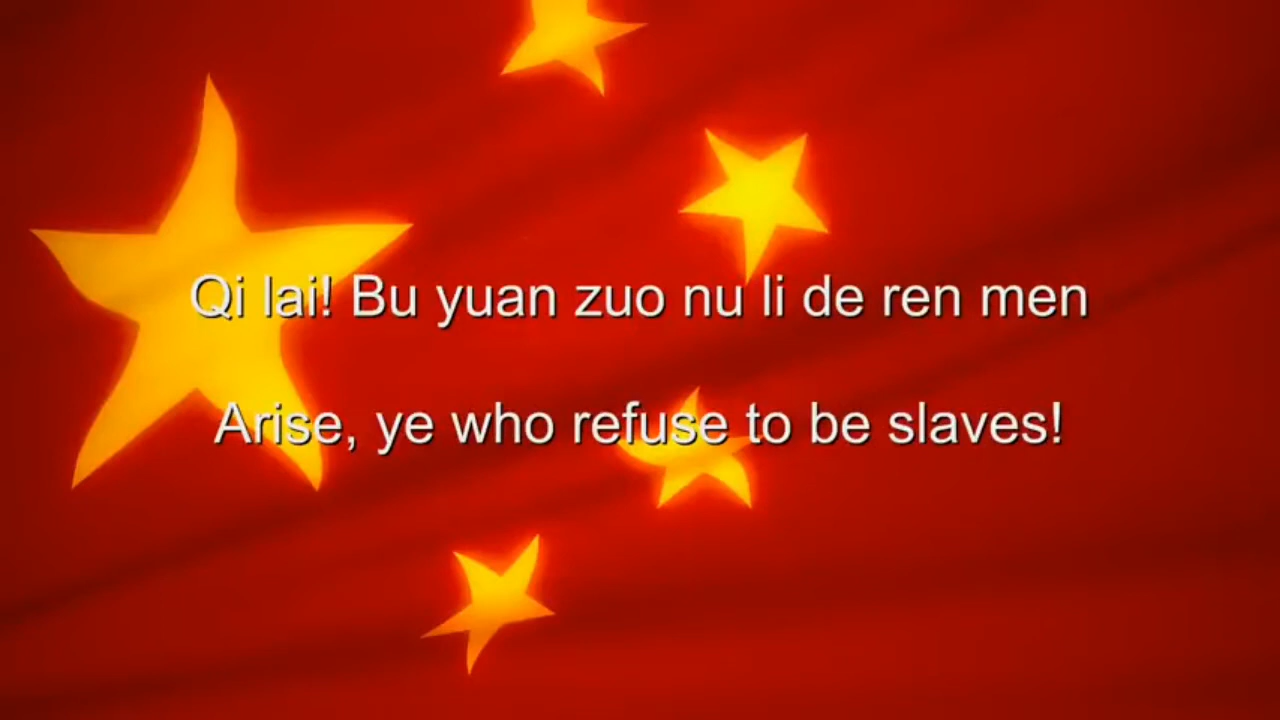 Qi lai! Bu yuan zuo nu li de ren men
Arise, ye who refuse to be slaves!